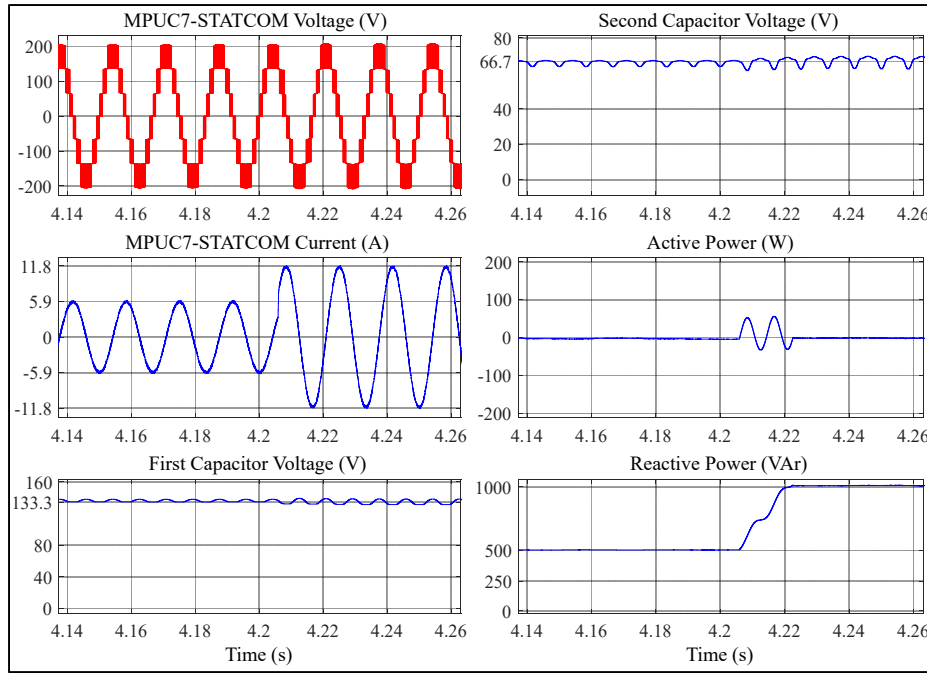 MPUC7-STATCOM Voltage (V)
200
100
0
-100
-200
4.14 4.16 4.18 4.2 4.22 4.24 4.26
Second Capacitor Voltage (V)
80
66.7
40
20
0
4.14 4.16 4.18 4.2 4.22 4.24 4.26
MPUC7-STATCOM Current (A)
11.8
5.9
0
-5.9
-11.8
4.14 4.16 4.18 4.2 4.22 4.24 4.26
Active Power (W)
200
100
0
-100
-200
4.14 4.16 4.18 4.2 4.22 4.24 4.26
First Capacitor Voltage (V)
160
133.3
80
40
0
4.14 4.16 4.18 4.2 4.22 4.24 4.26
Time (s)
Reactive Power (VAr)
1000
500
250
0
4.14 4.16 4.18 4.2 4.22 4.24 4.26
Time (s)